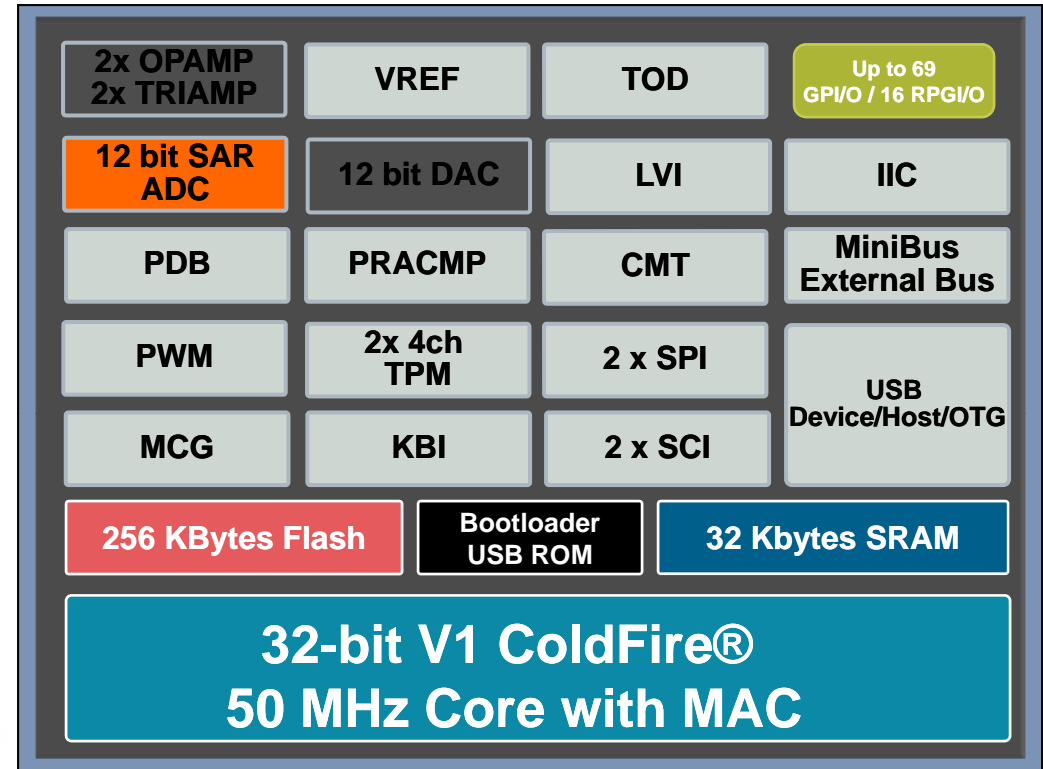 2x OPAMP
2x TRIAMP
VREF
TOD
Up to 69
GPI/O / 16 RPGI/O
12 bit SAR
ADC
12 bit DAC
LVI
IIC
PDB
PRACMP
CMT
MiniBus
External Bus
PWM
2x 4ch
TPM
2 x SPI
USB
Device/Host/OTG
MCG
KBI
2 x SCI
256 KBytes Flash
Bootloader
USB ROM
32 Kbytes SRAM
32-bit V1 ColdFire®
50 MHz Core with MAC